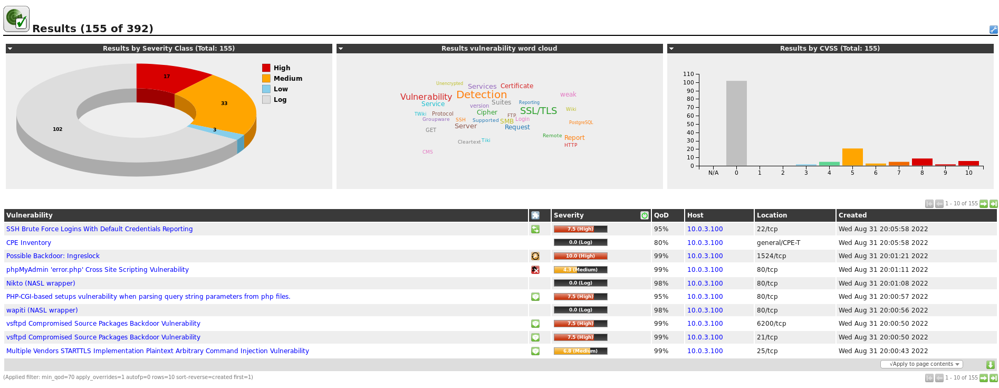 Results (155 of 392)
Results by Severity Class (Total: 155)
17
33
3
102
High
Medium
Low
Log
Results vulnerability word cloud
Unencrypted
Services
Certificate
Vulnerability
Detection
weak
Service
Suites
Reporting
version
TWiki
Protocol
Cipher
SSL/TLS
Wiki
FTP
Groupware
SSH
Supported
SMB
Login
PostgreSQL
Server
Request
GET
Remote
Report
Cleartext
Tiki
HTTP
CMS
Results by CVSS (Total: 155)
110
100
90
80
70
60
50
40
30
20
10
0
N/A 0 1 2 3 4 5 6 7 8 9 10
1 - 10 of 155
Vulnerability Severity QoD Host Location Created
SSH Brute Force Logins With Default Credentials Reporting 7.5 (High) 95% 10.0.3.100 22/tcp Wed Aug 31 20:05:58 2022
CPE Inventory 0.0 (Log) 80% 10.0.3.100 general/CPE-T Wed Aug 31 20:05:58 2022
Possible Backdoor: Ingreslock 10.0 (High) 99% 10.0.3.100 1524/tcp Wed Aug 31 20:01:21 2022
phpMyAdmin 'error.php' Cross Site Scripting Vulnerability 4.3 (Medium) 99% 10.0.3.100 80/tcp Wed Aug 31 20:01:11 2022
Nikto (NASL wrapper) 0.0 (Log) 98% 10.0.3.100 80/tcp Wed Aug 31 20:01:08 2022
PHP-CGI-based setups vulnerability when parsing query string parameters from php files. 7.5 (High) 95% 10.0.3.100 80/tcp Wed Aug 31 20:00:57 2022
wapiti (NASL wrapper) 0.0 (Log) 98% 10.0.3.100 80/tcp Wed Aug 31 20:00:56 2022
vsftpd Compromised Source Packages Backdoor Vulnerability 7.5 (High) 99% 10.0.3.100 6200/tcp Wed Aug 31 20:00:50 2022
vsftpd Compromised Source Packages Backdoor Vulnerability 7.5 (High) 99% 10.0.3.100 21/tcp Wed Aug 31 20:00:50 2022
Multiple Vendors STARTTLS Implementation Plaintext Arbitrary Command Injection Vulnerability 6.8 (Medium) 99% 10.0.3.100 25/tcp Wed Aug 31 20:00:43 2022
√Apply to page contents
(Applied filter: min_qod=70 apply_overrides=1 autofp=0 rows=10 sort-reverse=created first=1)
1 - 10 of 155